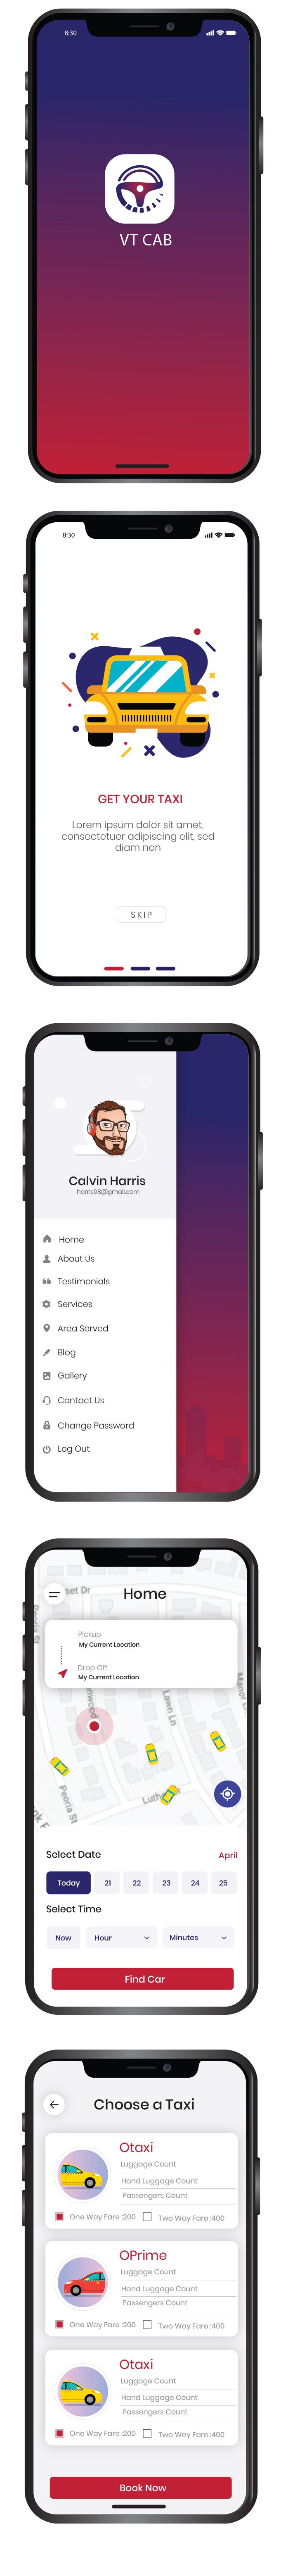 8:30
VT CAB
8:30
GET YOUR TAXI
Lorem ipsum dolor sit amet,
consectetuer adipiscing elit, sed
diam non
SKIP
Calvin Harris
harris98@gmail.com
Home
About Us
Testimonials
Services
Area Served
Blog
Gallery
Contact Us
Change Password
Log Out
set Dr
Home
Pickup
My Current Location
Drop Off
My Current Location
Lawn Ln
Peoria St
Select Date
April
Today 21 22 23 24 25
Select Time
Now Hour Minutes
Find Car
Choose a Taxi
Otaxi
Luggage Count
Hand Luggage Count
Passengers Count
One Way Fare :200 Two Way Fare :400
OPrime
Luggage Count
Hand Luggage Count
Passengers Count
One Way Fare :200 Two Way Fare :400
Otaxi
Luggage Count
Hand Luggage Count
Passengers Count
One Way Fare :200 Two Way Fare :400
Book Now